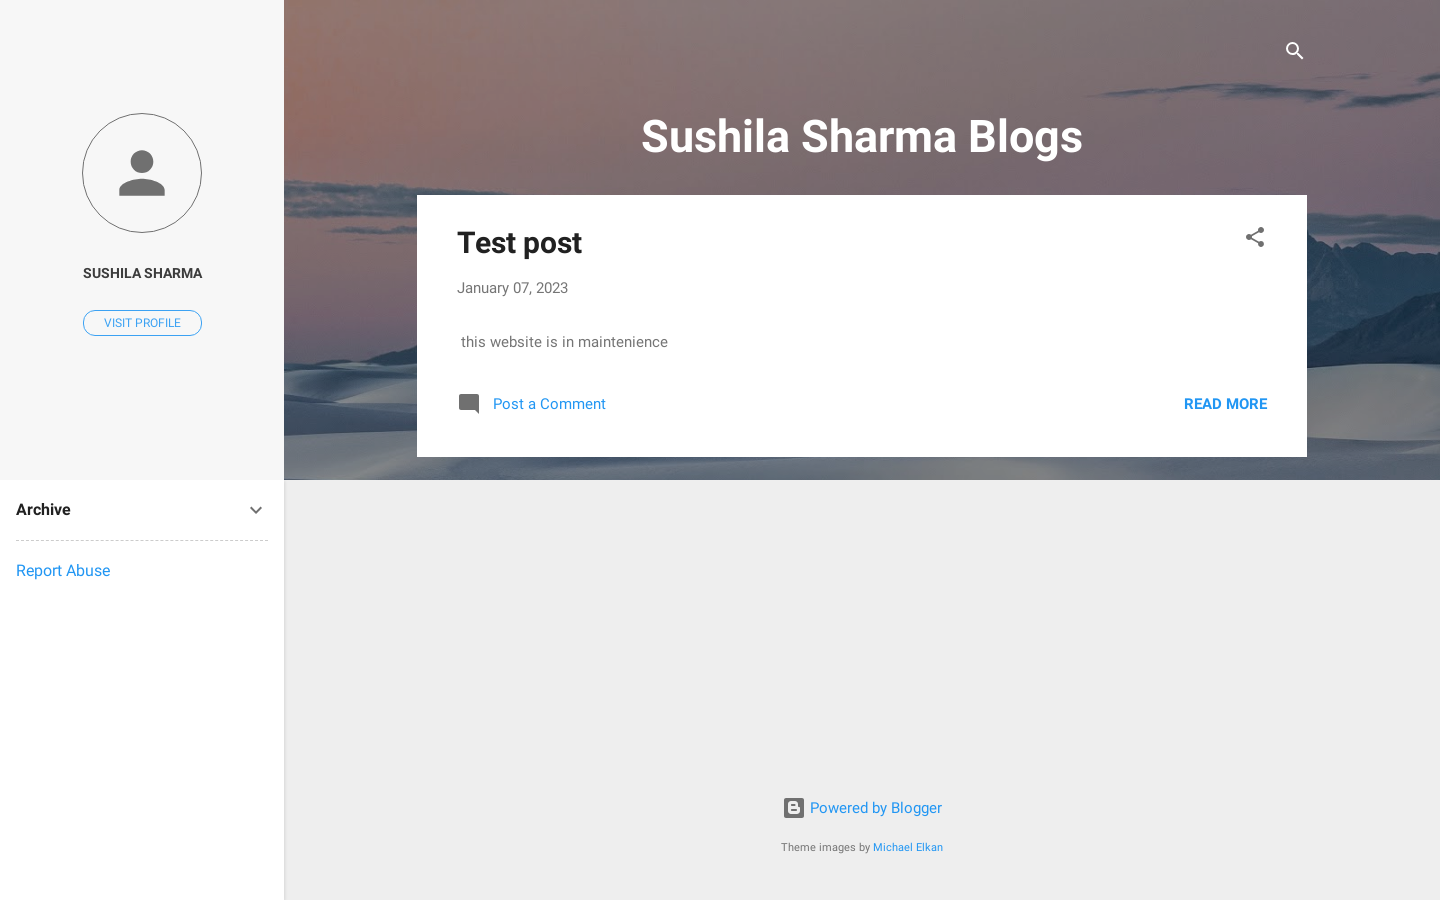 SUSHILA SHARMA
VISIT PROFILE
Archive
Report Abuse
Sushila Sharma Blogs
Test post
January 07, 2023
this website is in maintenience
Post a Comment
READ MORE
Powered by Blogger
Theme images by Michael Elkan